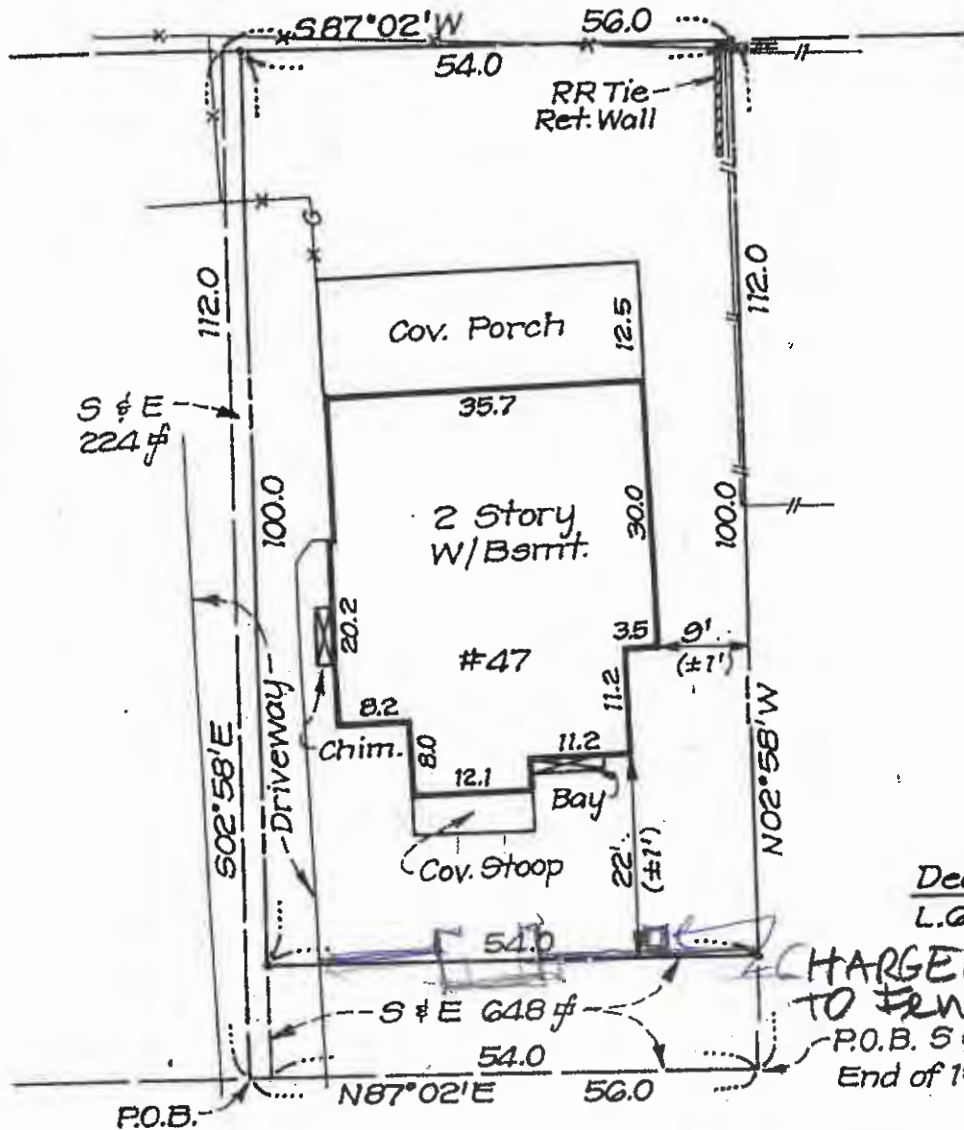 S87°02'W
56.0
54.0
RR Tie
Ret. Wall
G
112.0
112.0
Cov. Porch
12.5
S & E
224
35.7
100.0
100.0
2 Story
W/Bsmt.
30.0
20.2
#47
3.5
9'
(±1')
11.2
8.2
Chim.
8.0
11.2
12.1
Bay
Driveway
S02°58'E
N02°58'W
Cov. Stoop
22'
(±1')
54.0
HARGE
TO
S & E 648
P.O.B. S
End of 1
54.0
N87°02'E
56.0
P.O.B.